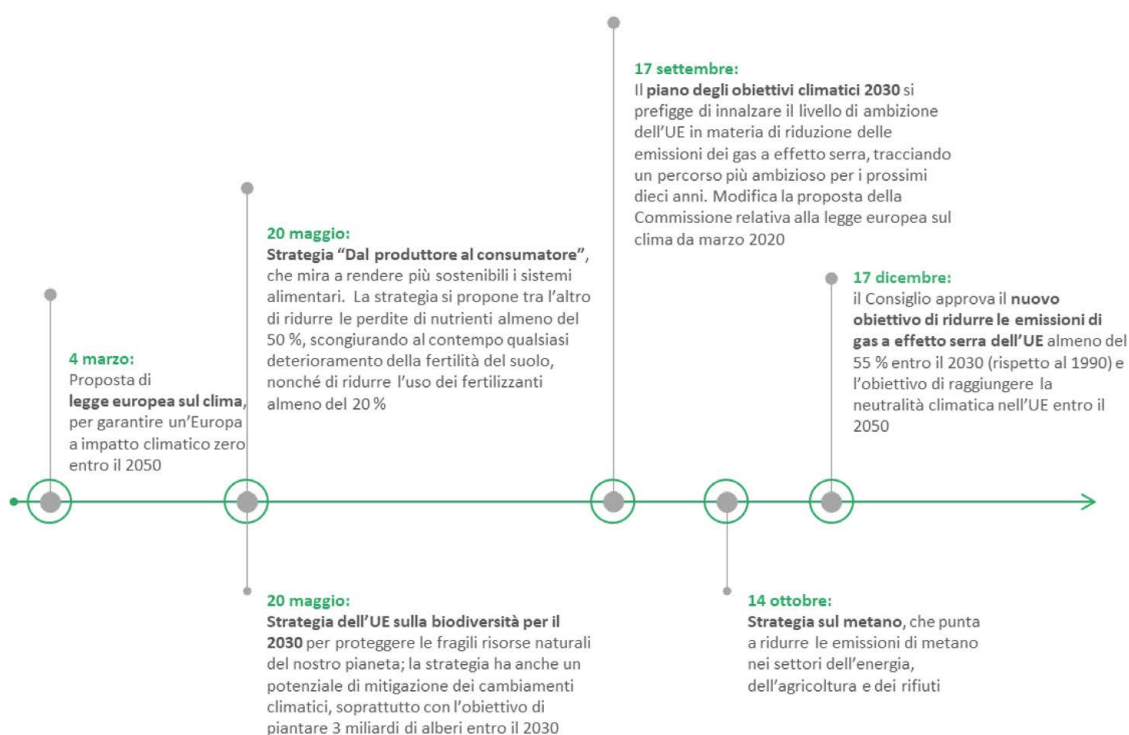 4 marzo:
Proposta di
legge europea sul clima,
per garantire un'Europa
a impatto climatico zero
entro il 2050
20 maggio:
Strategia “Dal produttore al consumatore”,
che mira a rendere più sostenibili i sistemi
alimentari. La strategia si propone tra l'altro
di ridurre le perdite di nutrienti almeno del
50 %, scongiurando al contempo qualsiasi
deterioramento della fertilità del suolo,
nonché di ridurre l'uso dei fertilizzanti
almeno del 20 %
20 maggio:
Strategia dell'UE sulla biodiversità per il
2030 per proteggere le fragili risorse naturali
del nostro pianeta; la strategia ha anche un
potenziale di mitigazione dei cambiamenti
climatici, soprattutto con l'obiettivo di
piantare 3 miliardi di alberi entro il 2030
17 settembre:
Il piano degli obiettivi climatici 2030 si
prefigge di innalzare il livello di ambizione
dell'UE in materia di riduzione delle
emissioni dei gas a effetto serra, tracciando
un percorso più ambizioso per i prossimi
dieci anni. Modifica la proposta della
Commissione relativa alla legge europea sul
clima da marzo 2020
14 ottobre:
Strategia sul metano, che punta
a ridurre le emissioni di metano
nei settori dell'energia,
dell'agricoltura e dei rifiuti
17 dicembre:
il Consiglio approva il nuovo
obiettivo di ridurre le emissioni di
gas a effetto serra dell'UE almeno del
55 % entro il 2030 (rispetto al 1990) e
l'obiettivo di raggiungere la
neutralità climatica nell'UE entro il
2050